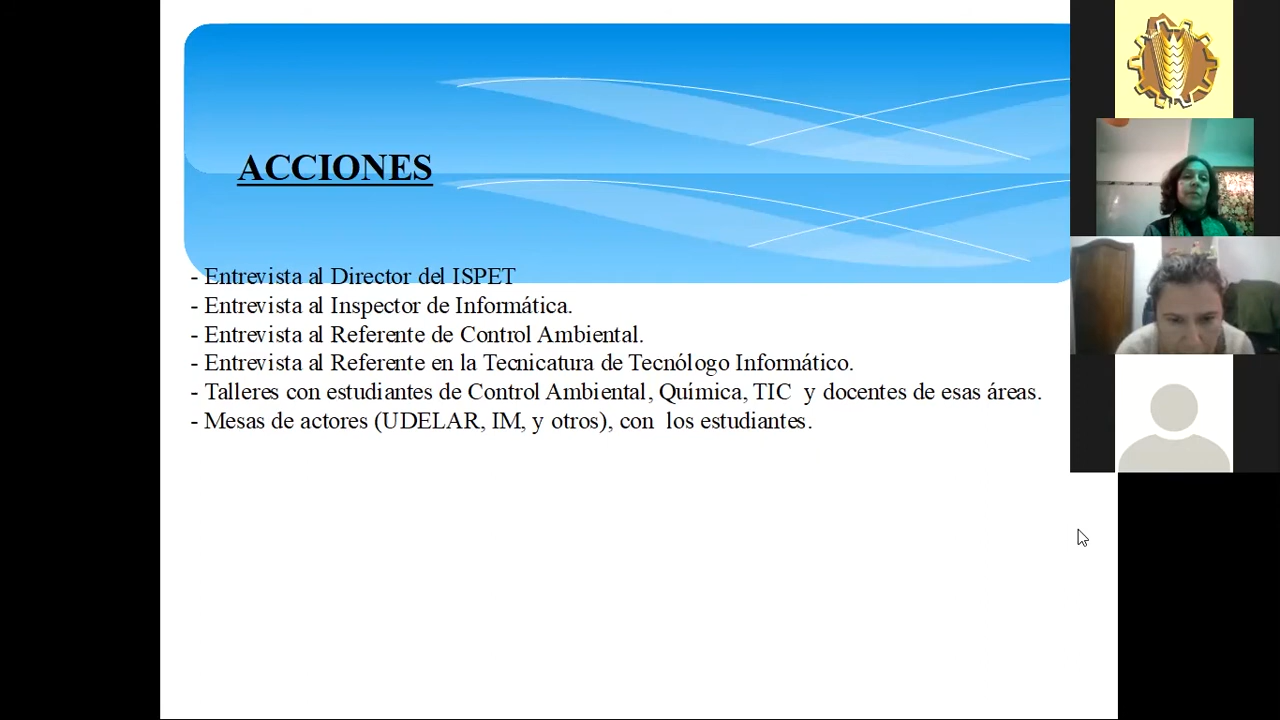 ACCIONES
- Entrevista al Director del ISPET
- Entrevista al Inspector de Informática.
- Entrevista al Referente de Control Ambiental.
- Entrevista al Referente en la Tecnicatura de Tecnólogo Informático.
- Talleres con estudiantes de Control Ambiental, Química, TIC y docentes de esas áreas.
- Mesas de actores (UDELAR, IM, y otros), con los estudiantes.